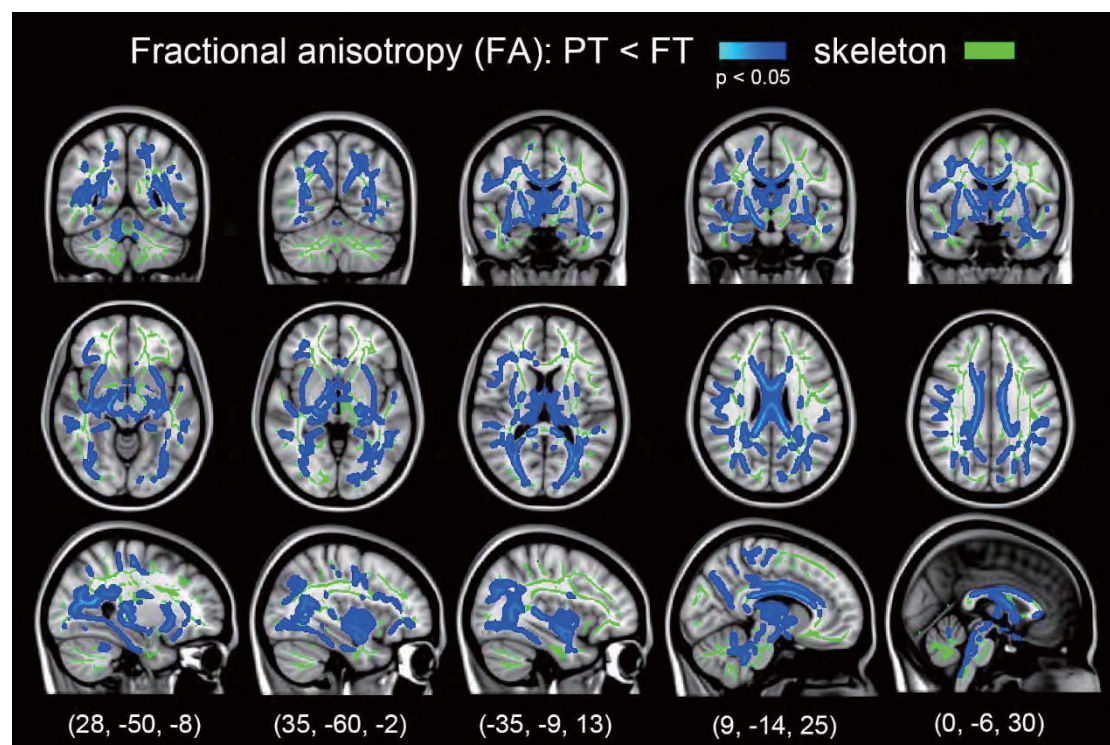 Fractional anisotropy (FA): PT < FT skeleton
p < 0.05
(28, -50, -8) (35, -60, -2) (-35, -9, 13) (9, -14, 25) (0, -6, 30)